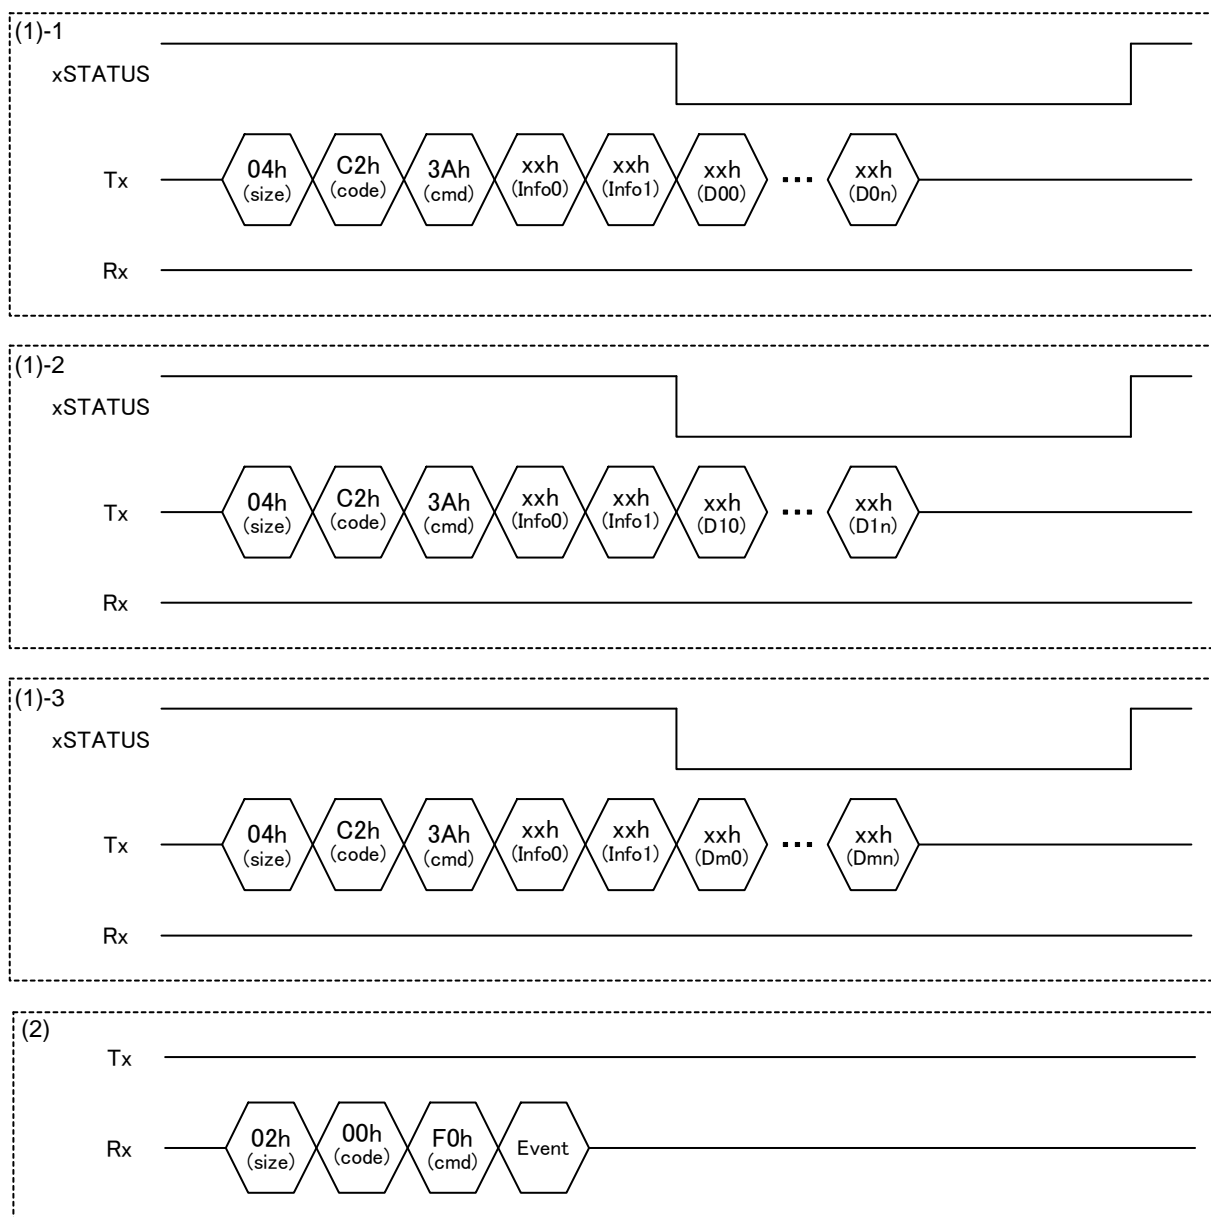 (1)-1
xSTATUS
Tx 04h C2h 3Ah xxh xxh xxh ... xxh
(size) (code) (cmd) (Info0) (Info1) (D00) (D0n)
Rx
(1)-2
xSTATUS
Tx 04h C2h 3Ah xxh xxh xxh ... xxh
(size) (code) (cmd) (Info0) (Info1) (D10) (D1n)
Rx
(1)-3
xSTATUS
Tx 04h C2h 3Ah xxh xxh xxh ... xxh
(size) (code) (cmd) (Info0) (Info1) (Dm0) (Dmn)
Rx
(2)
Tx
Rx 02h 00h F0h Event
(size) (code) (cmd)